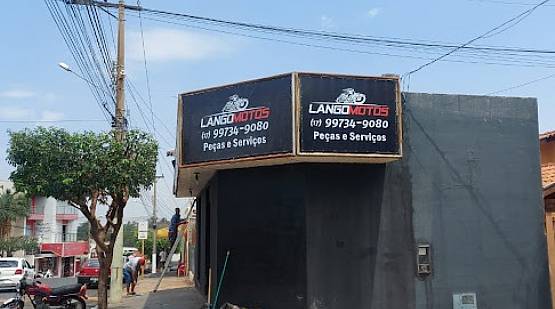 LANGOMOTOS
(17) 99734-9080
Peças e Serviços
LANGOMOTOS
(17) 99734-9080
Peças e Serviços